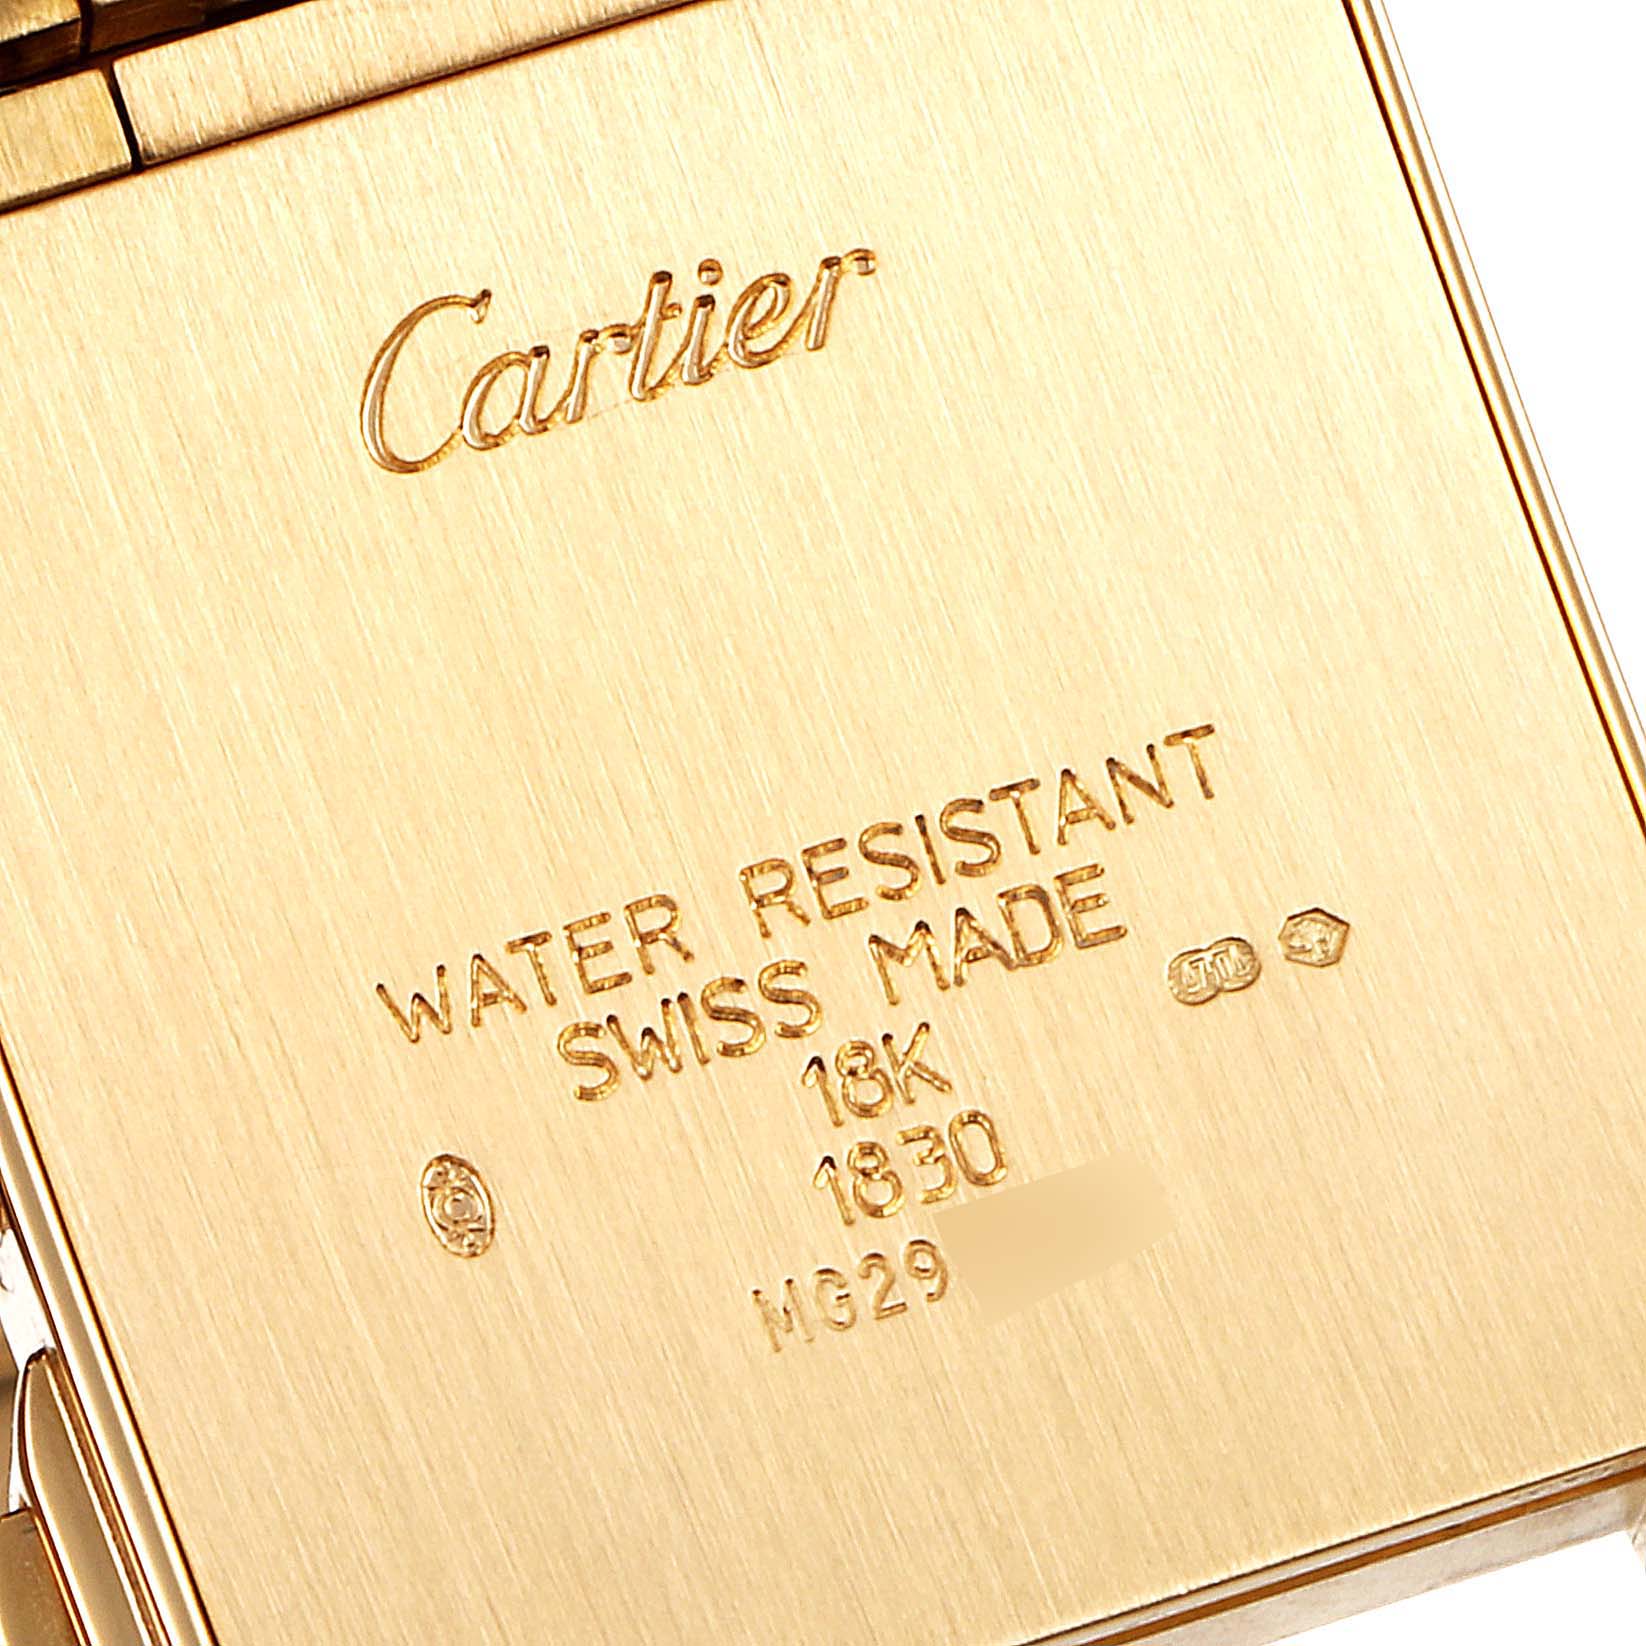 Cartier
WATER RESISTANT
SWISS MADE
18K
1830
MG29